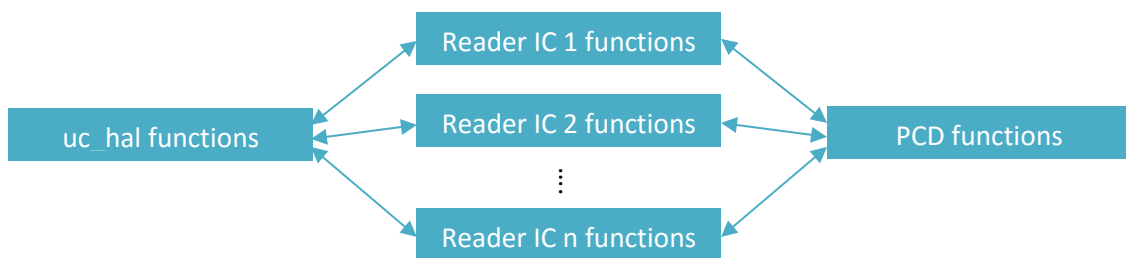 Reader IC 1 functions
uc_hal functions
Reader IC 2 functions
PCD functions
Reader IC n functions